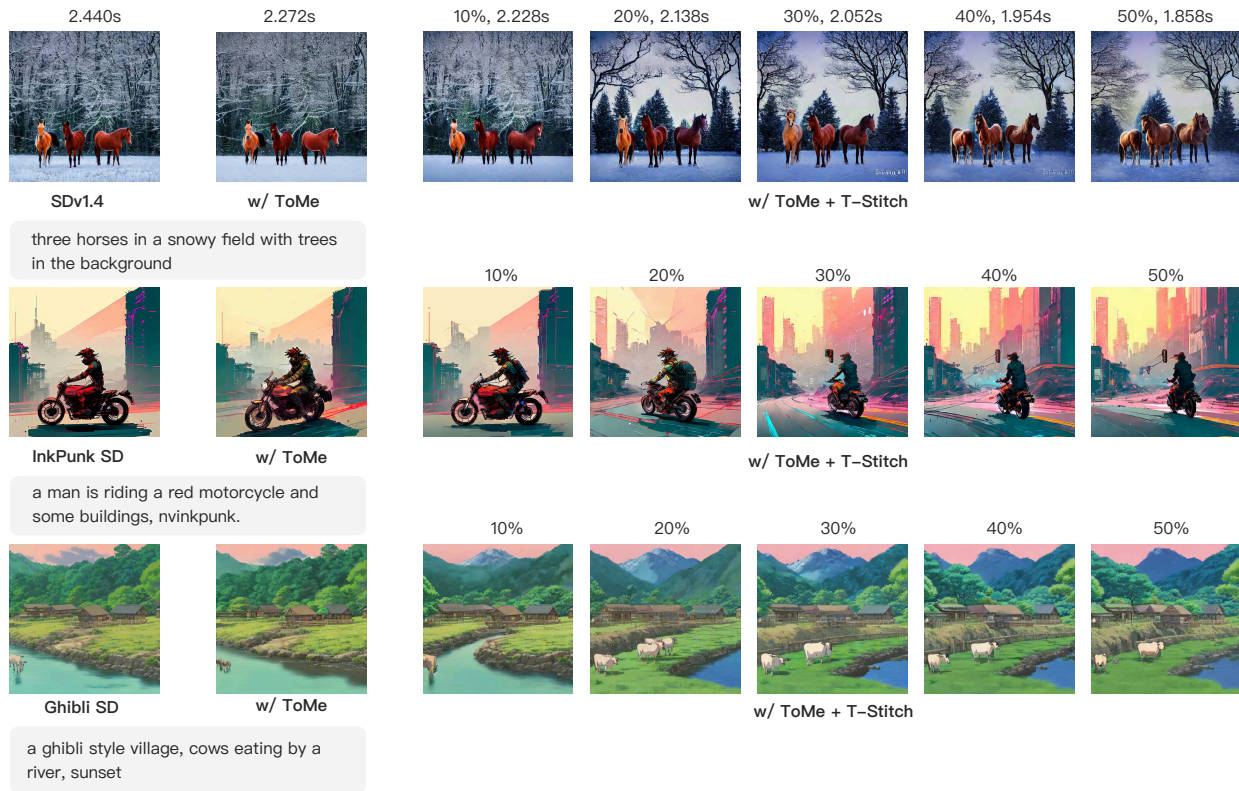 2.440s 2.272s 10%, 2.228s 20%, 2.138s 30%, 2.052s 40%, 1.954s 50%, 1.858s
SDv1.4 w/ ToMe w/ ToMe + T-Stitch
three horses in a snowy field with trees
in the background
10% 20% 30% 40% 50%
InkPunk SD w/ ToMe w/ ToMe + T-Stitch
a man is riding a red motorcycle and
some buildings, nvinkpunk.
10% 20% 30% 40% 50%
Ghibli SD w/ ToMe w/ ToMe + T-Stitch
a ghibli style village, cows eating by a
river, sunset